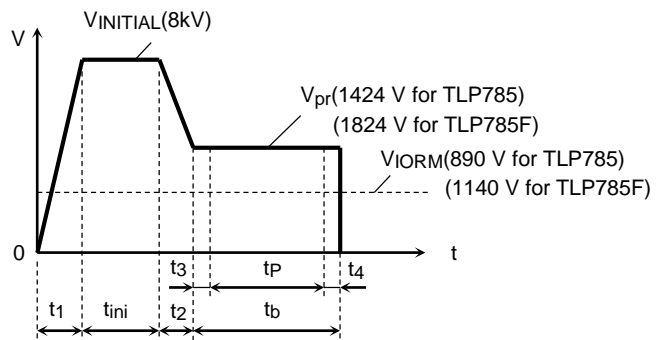 VINITIAL(8kV)
V
Vpr(1424 V for TLP785)
(1824 V for TLP785F)
VIORM(890 V for TLP785)
(1140 V for TLP785F)
0
t
t3 tP t4
t1 tini t2 tb